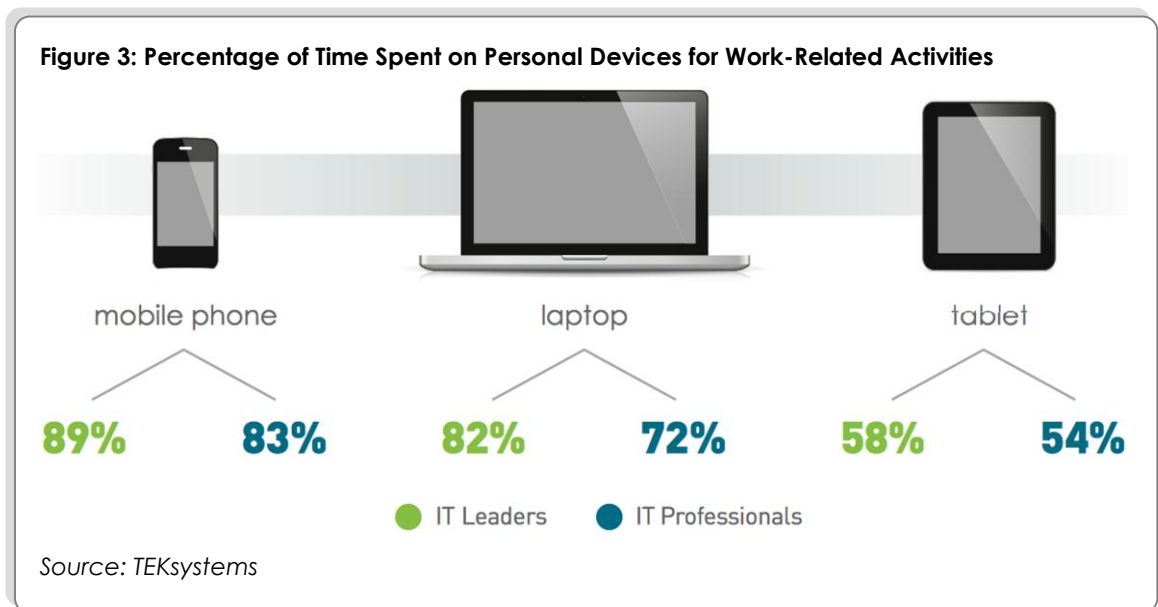 Figure 3: Percentage of Time Spent on Personal Devices for Work-Related Activities
mobile phone laptop tablet
89% 83% 82% 72% 58% 54%
IT Leaders IT Professionals
Source: TEKsystems